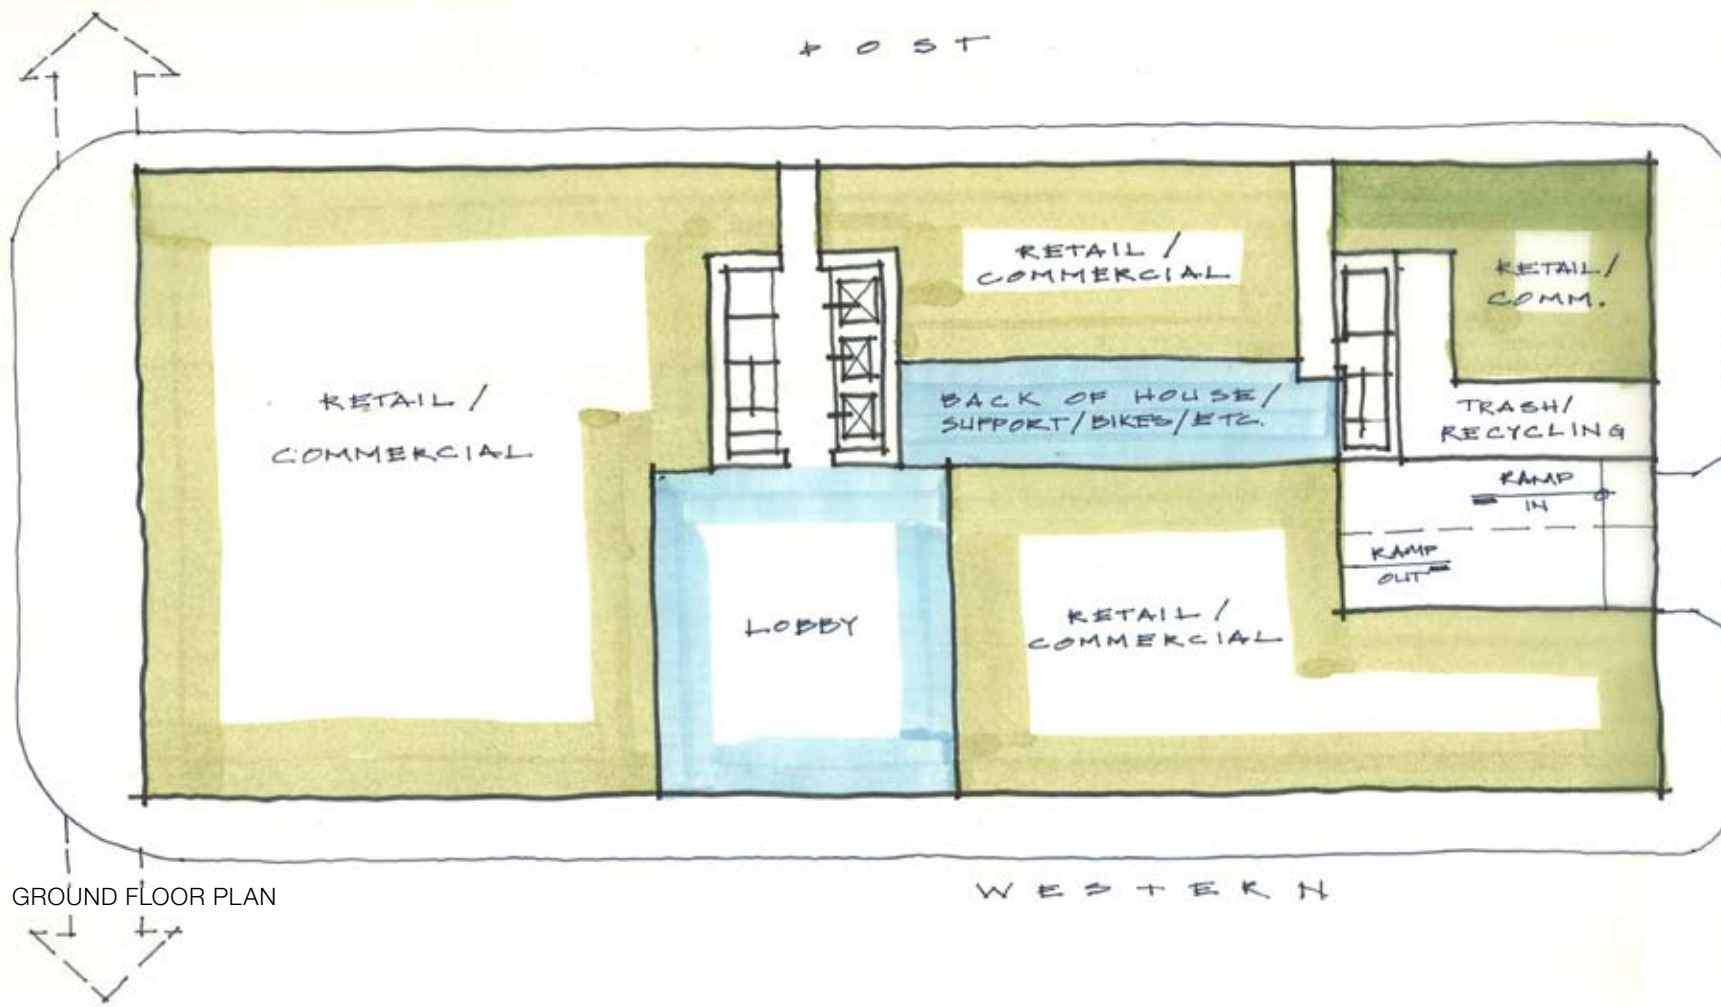 POST
RETAIL /
COMMERCIAL
RETAIL /
COMMERCIAL
RETAIL /
COMM.
BACK OF HOUSE /
SUPPORT/BIKES/ETC.
TRASH/
RECYCLING
RAMP
IN
RAMP
OUT
LOBBY
RETAIL /
COMMERCIAL
GROUND FLOOR PLAN
WESTERN